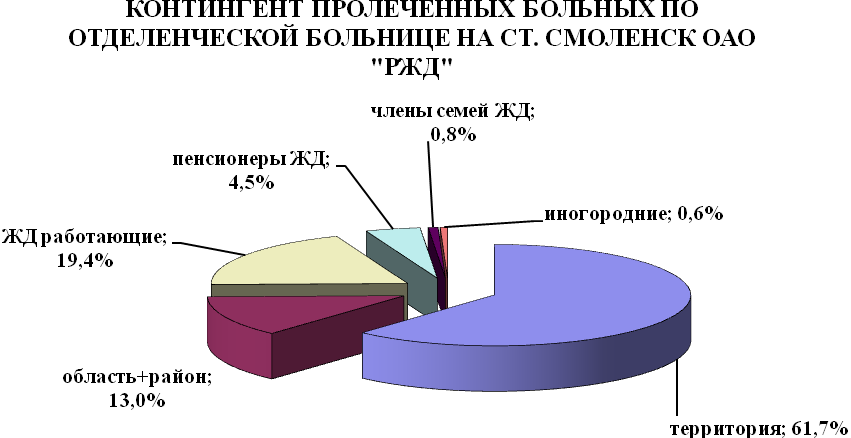 КОНТИНГЕНТ ПРОЛЕЧЕННЫХ БОЛЬНЫХ ПО
ОТДЕЛЕНЧЕСКОЙ БОЛЬНИЦЕ НА СТ. СМОЛЕНСК ОАО
"РЖД"
члены семей ЖД;
0,8%
пенсионеры ЖД;
4,5%
иногородние; 0,6%
ЖД работающие;
19,4%
область+район;
13,0%
территория; 61,7%